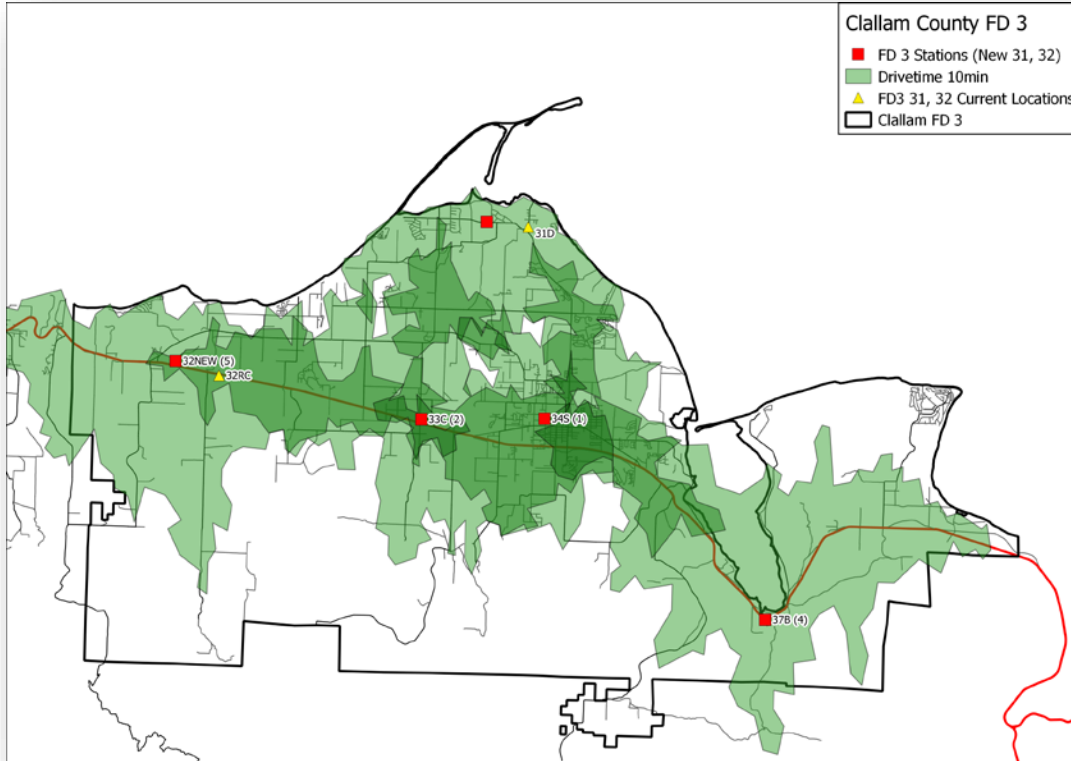 Clallam County FD 3
FD 3 Stations (New 31, 32)
Drivetime 10min
FD3 31, 32 Current Locations
Clallam FD 3
31D
32NEW (5)
32RC
33C (2)
34S (1)
37B (4)